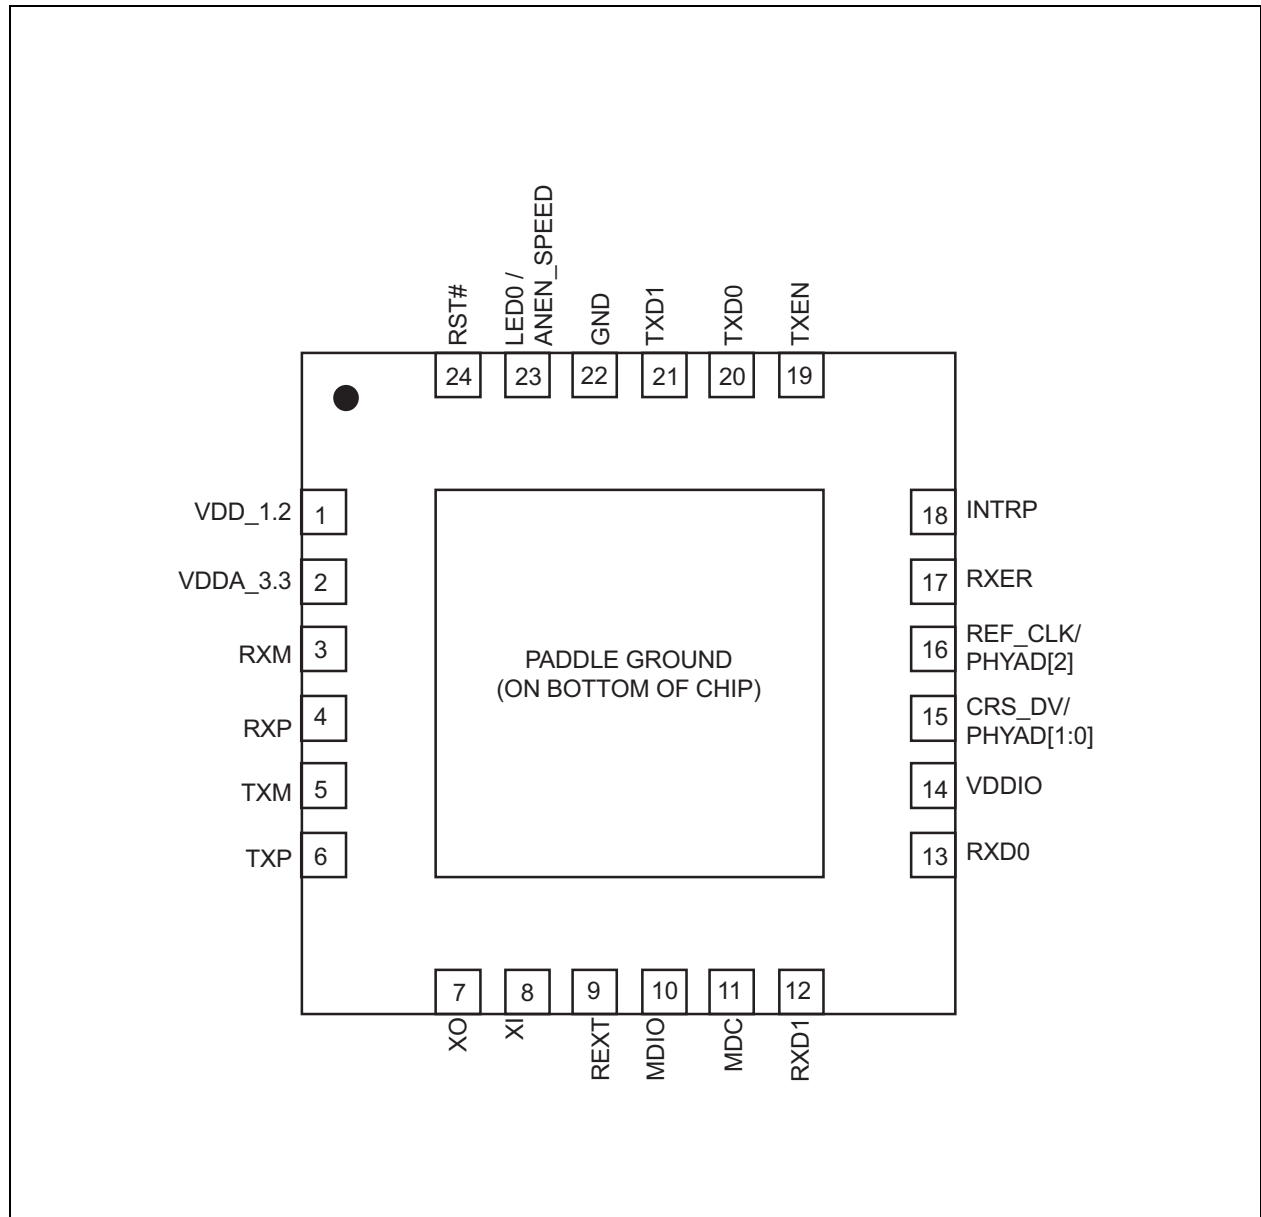 RST#
LED0 /
ANEN_SPEED
GND
TXD1
TXD0
TXEN
24
23
22
21
20
19
VDD_1.2
1
VDDA_3.3
2
RXM
3
RXP
4
TXM
5
TXP
6
PADDLE GROUND
(ON BOTTOM OF CHIP)
18
INTRP
17
RXER
16
REF_CLK/
PHYAD[2]
15
CRS_DV/
PHYAD[1:0]
14
VDDIO
13
RXD0
7
8
9
10
11
12
XO
XI
REXT
MDIO
MDC
RXD1